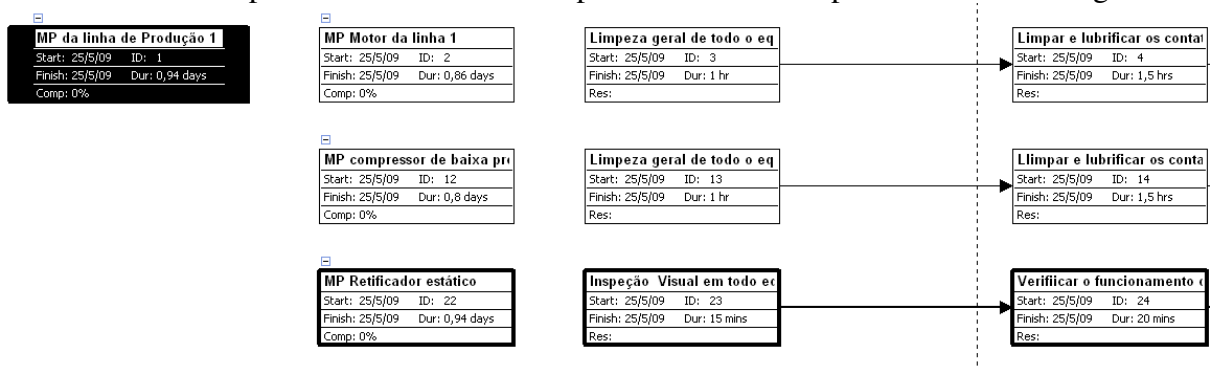 MP da linha de Produção 1
Start: 25/5/09 ID: 1
Finish: 25/5/09 Dur: 0,94 days
Comp: 0%
MP Motor da linha 1
Start: 25/5/09 ID: 2
Finish: 25/5/09 Dur: 0,86 days
Comp: 0%
Limpeza geral de todo o eq
Start: 25/5/09 ID: 3
Finish: 25/5/09 Dur: 1 hr
Res:
Limpar e lubrificar os contat
Start: 25/5/09 ID: 4
Finish: 25/5/09 Dur: 1,5 hrs
Res:
MP compressor de baixa pre
Start: 25/5/09 ID: 12
Finish: 25/5/09 Dur: 0,8 days
Comp: 0%
Limpeza geral de todo o eq
Start: 25/5/09 ID: 13
Finish: 25/5/09 Dur: 1 hr
Res:
Llimpar e lubrificar os conta
Start: 25/5/09 ID: 14
Finish: 25/5/09 Dur: 1,5 hrs
Res:
MP Retificador estático
Start: 25/5/09 ID: 22
Finish: 25/5/09 Dur: 0,94 days
Comp: 0%
Inspeção Visual em todo ec
Start: 25/5/09 ID: 23
Finish: 25/5/09 Dur: 15 mins
Res:
Verifiicar o funcionamento
Start: 25/5/09 ID: 24
Finish: 25/5/09 Dur: 20 mins
Res: